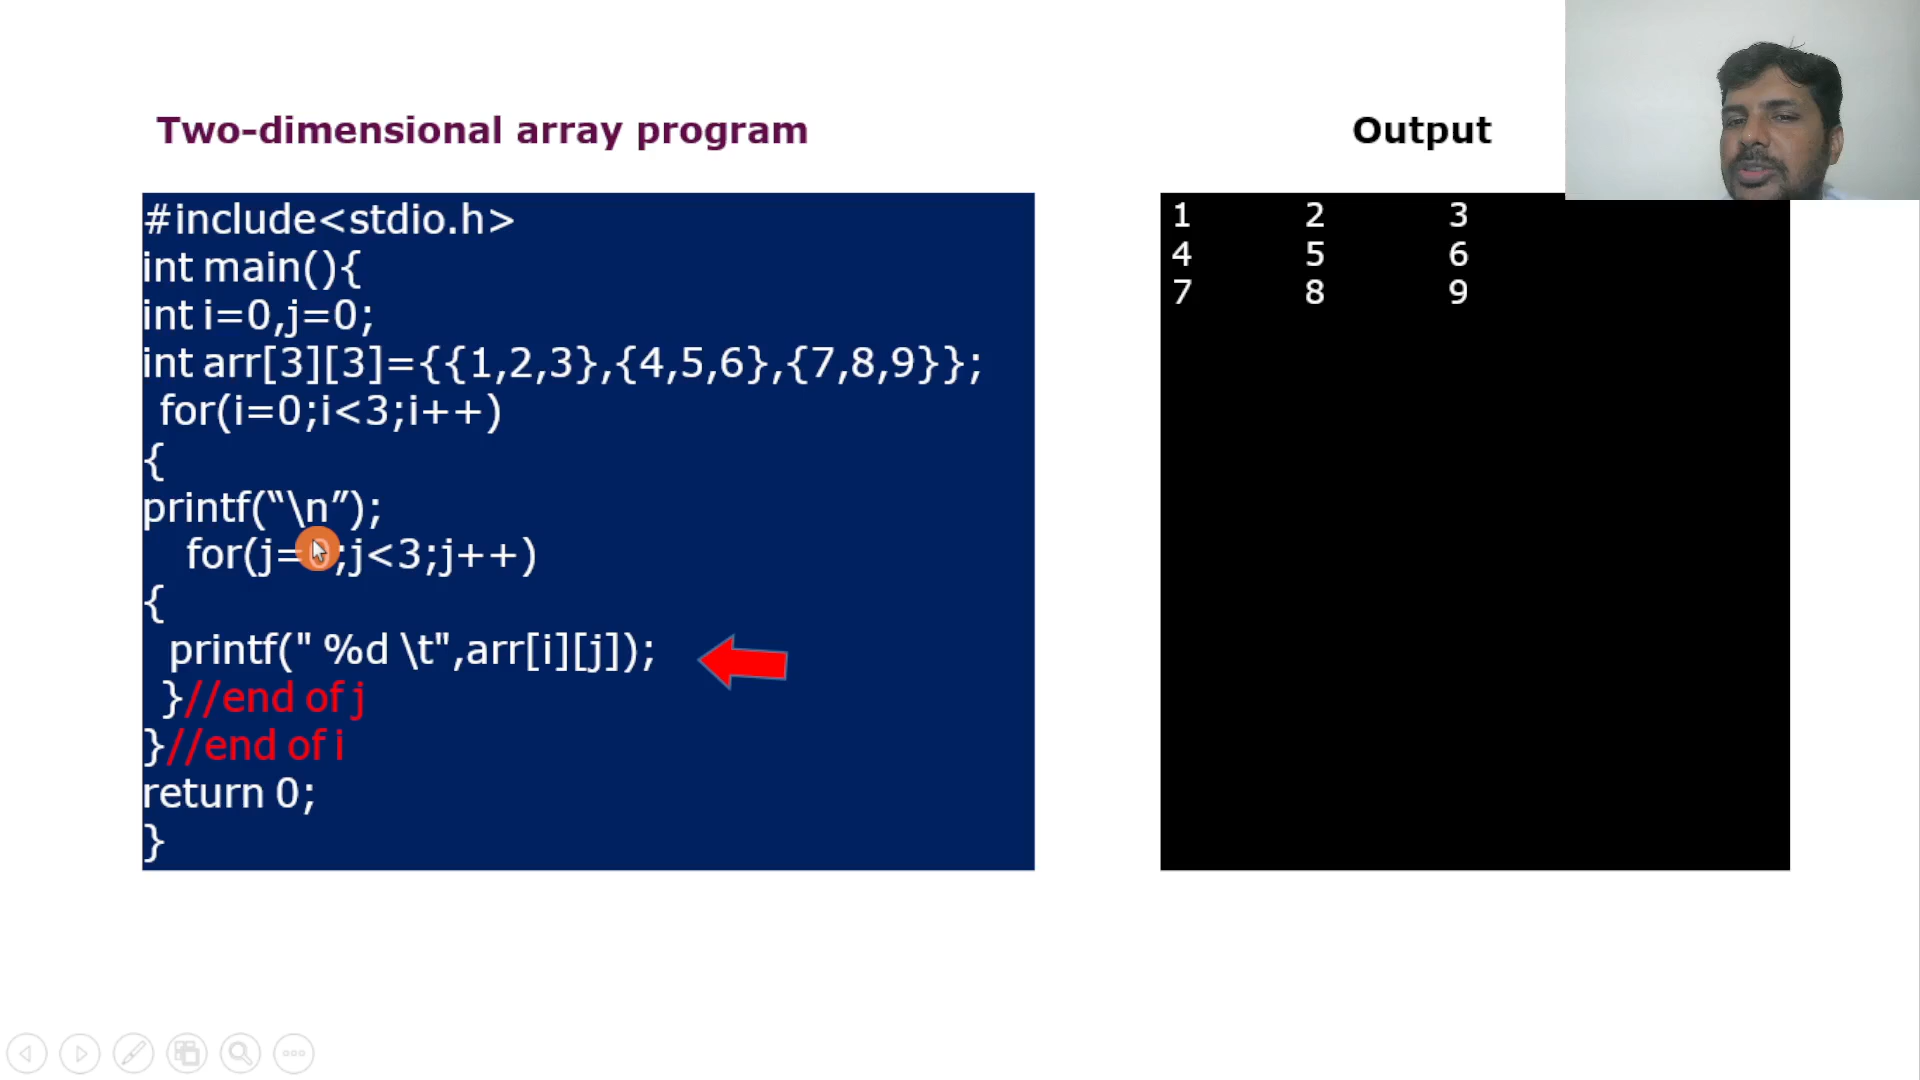 Two-dimensional array program
#include<stdio.h>
int main(){
int i=0,j=0;
int arr[3][3]={{1,2,3},{4,5,6},{7,8,9}};
for(i=0;i<3;i++)
{
printf(“\n”);
for(j=0;j<3;j++)
{
printf(" %d \t",arr[i][j]);
}//end of j
}//end of i
return 0;
}
Output
1 2 3
4 5 6
7 8 9